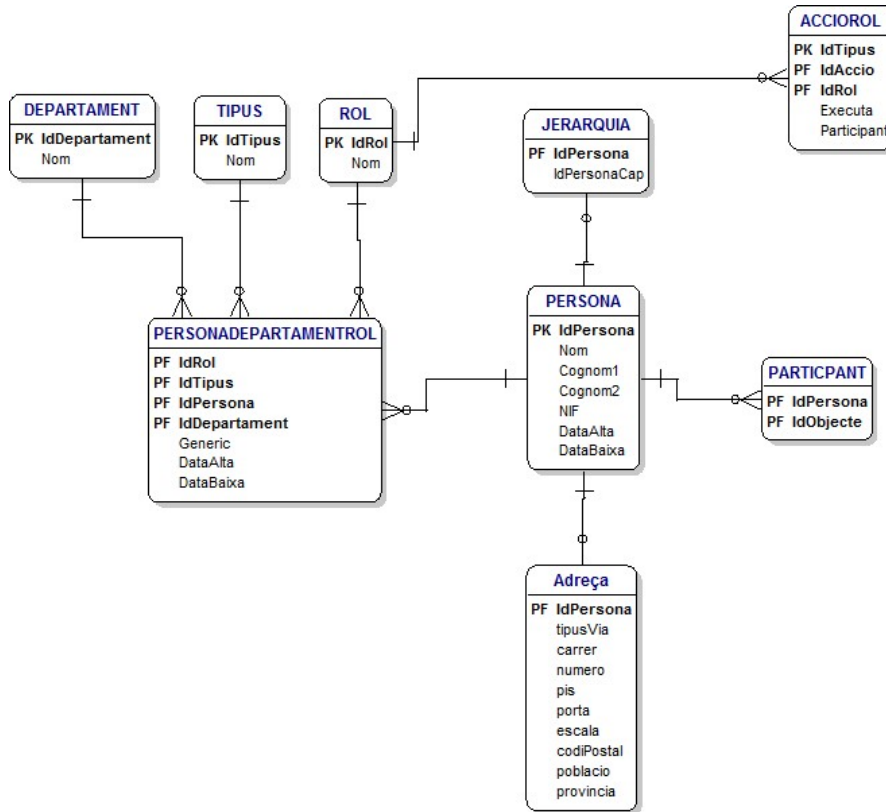 ACCIOROL
PK IdTipus
PF IdAccio
PF IdRol
Executa
Participant
DEPARTAMENT
PK IdDepartament
Nom
TIPUS
PK IdTipus
Nom
ROL
PK IdRol
Nom
JERARQUIA
PF IdPersona
IdPersonaCap
PERSONADEPARTAMENTROL
PF IdRol
PF IdTipus
PF IdPersona
PF IdDepartament
Generic
DataAlta
DataBaixa
PERSONA
PK IdPersona
Nom
Cognom1
Cognom2
NIF
DataAlta
DataBaixa
PARTICPANT
PF IdPersona
PF IdObjecte
Adreça
PF IdPersona
tipusVia
carrer
numero
pis
porta
escala
codiPostal
poblacio
provincia